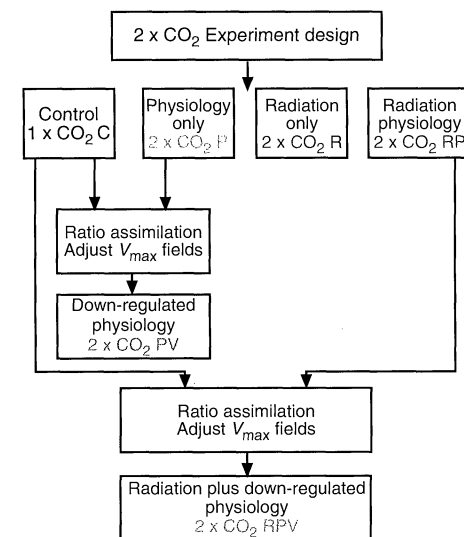 2 x CO2 Experiment design
Control
1 x CO2 C
Physiology
only
2 x CO2 P
Radiation
only
2 x CO2 R
Radiation
physiology
2 x CO2 RP
Ratio assimilation
Adjust Vmax fields
Down-regulated
physiology
2 x CO2 PV
Ratio assimilation
Adjust Vmax fields
Radiation plus down-regulated
physiology
2 x CO2 RPV